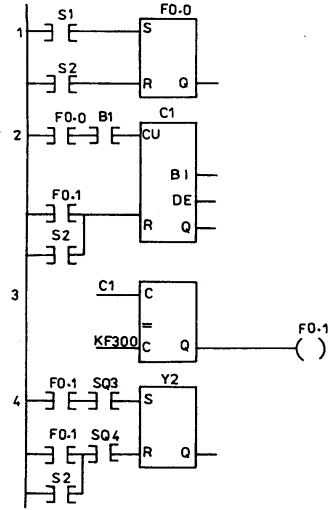 S1 F0.0
1 S
S2
R Q
F0.0 B1 C1
2 CU
BI
DE
F0.1
R Q
S2
3 C1 C
=
F0.1
KF300 C Q
F0.1 SQ3 Y2
4 S
F0.1 SQ4
R Q
S2